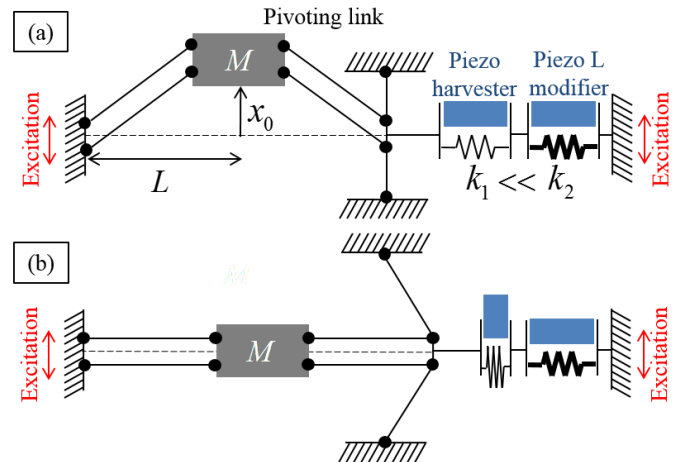 Pivoting link
(a)
M
Piezo
harvester
Piezo L
modifier
Excitation
x₀
L
k₁ << k₂
Excitation
(b)
M
Excitation
M
Excitation